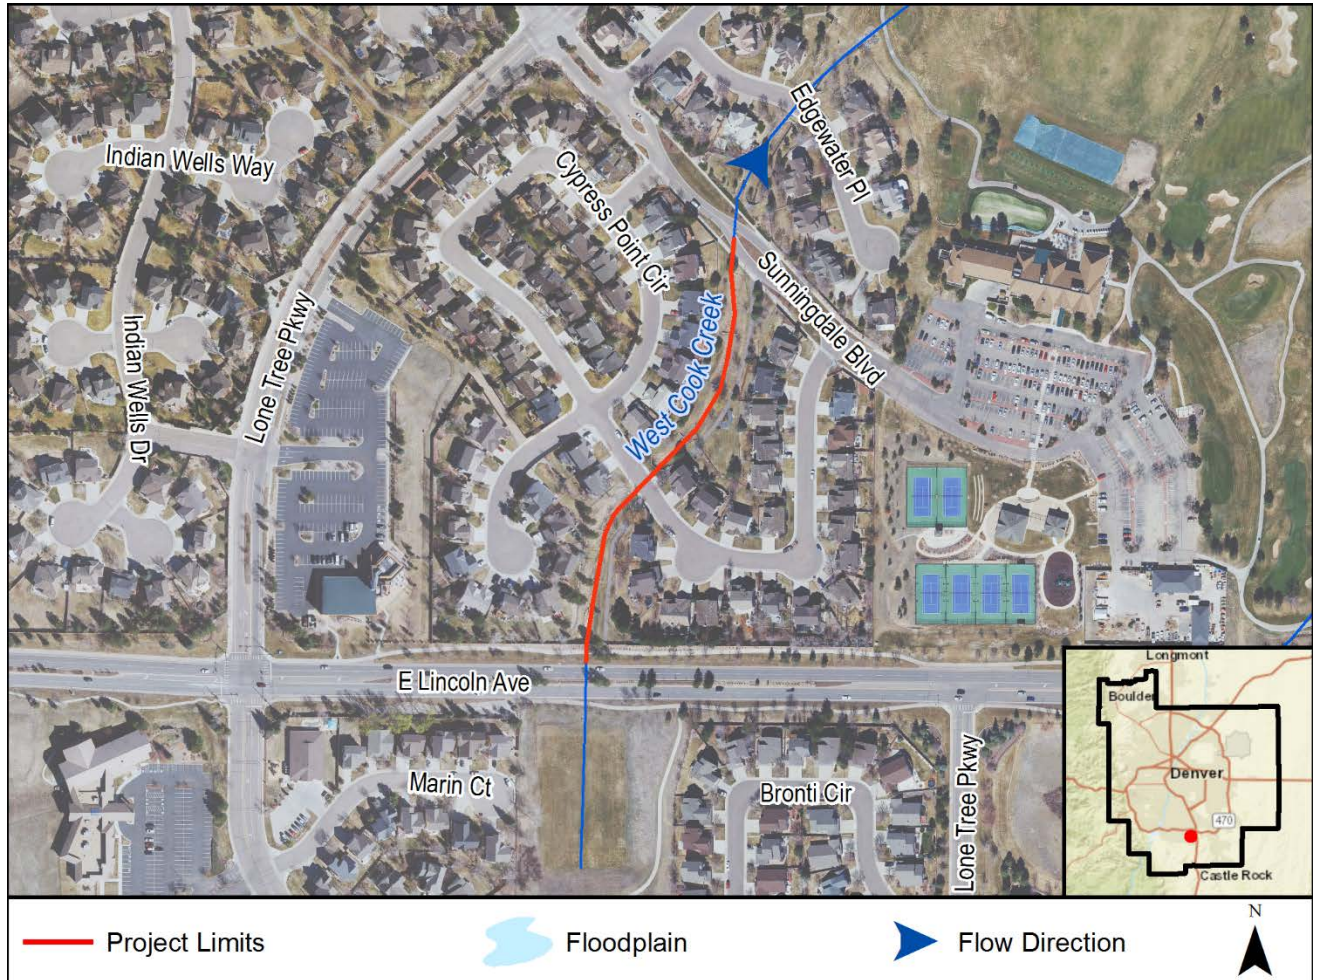 Edgewater Pl
Indian Wells Way
Cypress Point Cir
Sunningdale Blvd
Lone Tree Pkwy
West Cook Creek
Indian Wells Dr
E Lincoln Ave
Marin Ct
Bronti Cir
Lone Tree Pkwy
Longmont
Boulder
Denver
470
Castle Rock
Project Limits
Floodplain
Flow Direction
N